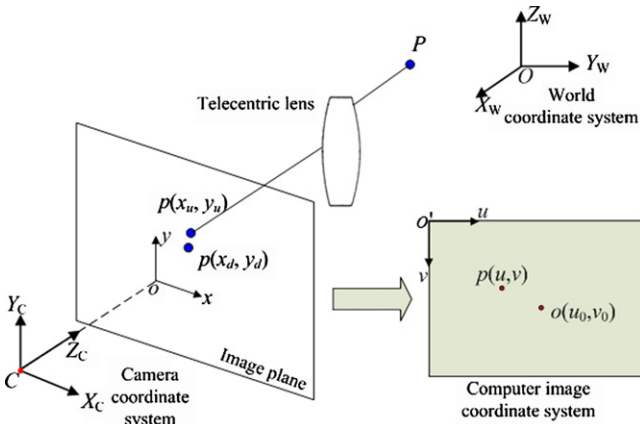 Z_W
P
O
Y_W
X_W
World
coordinate system
Telecentric lens
p(x_u, y_u)
p(x_d, y_d)
y
o
x
Image plane
Y_C
Z_C
C
X_C
Camera
coordinate
system
o'
u
v
p(u,v)
o(u_0,v_0)
Computer image
coordinate system